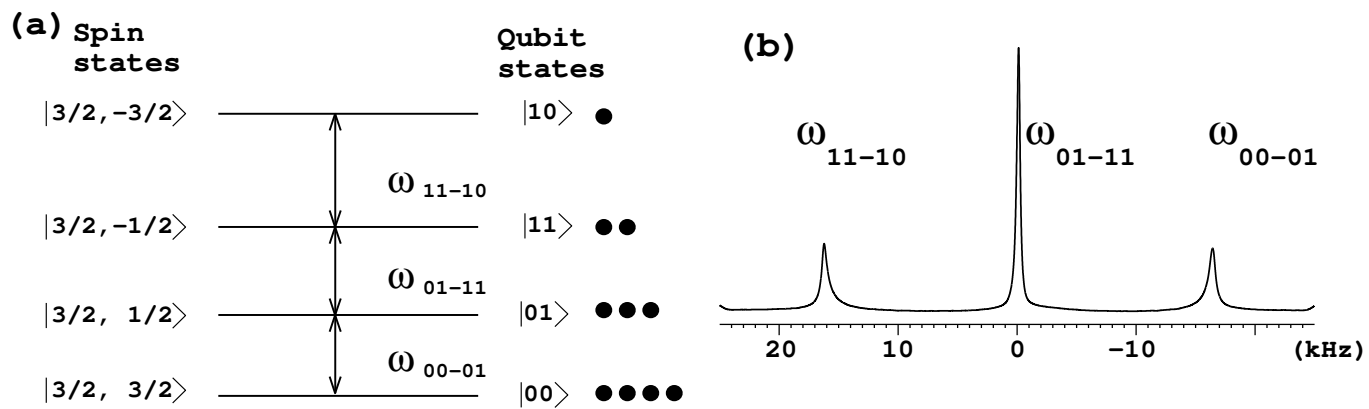 (a) Spin states
Qubit states
|3/2,−3/2⟩ |10⟩
ω 11−10
|3/2,−1/2⟩ |11⟩
ω 01−11
|3/2, 1/2⟩ |01⟩
ω 00−01
|3/2, 3/2⟩ |00⟩
(b)
ω 11−10 ω 01−11 ω 00−01
20 10 0 −10 (kHz)